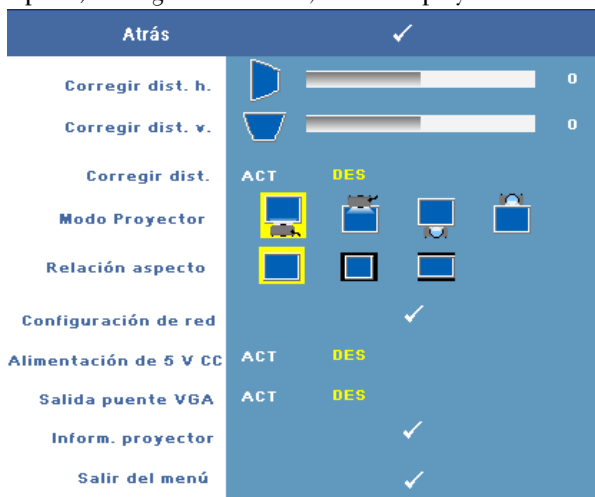 Atrás
Corregir dist. h. 0
Corregir dist. v. 0
Corregir dist. ACT DES
Modo Proyector
Relación aspecto
Configuración de red
Alimentación de 5 V CC ACT DES
Salida puente VGA ACT DES
Inform. proyector
Salir del menú